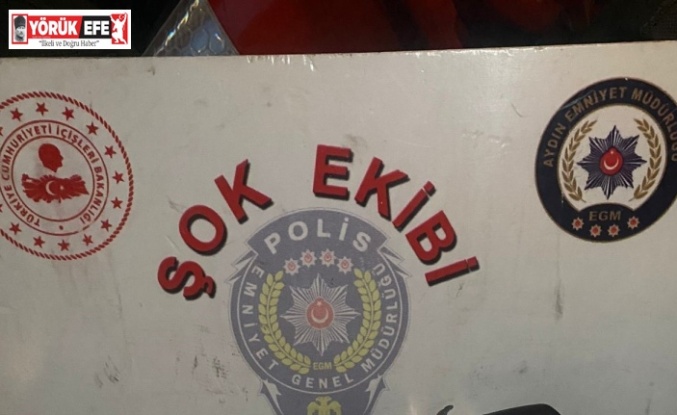 YÖRÜK EFE
"İlkeli ve Doğru Haber"
TÜRKİYE CUMHURİYETİ İÇİŞLERİ BAKANLIĞI
ŞOK EKİBİ
AYDIN EMNİYET MÜDÜRLÜĞÜ
EGM
POLİS
EMNİYET GENEL MÜDÜRLÜĞÜ
EGM